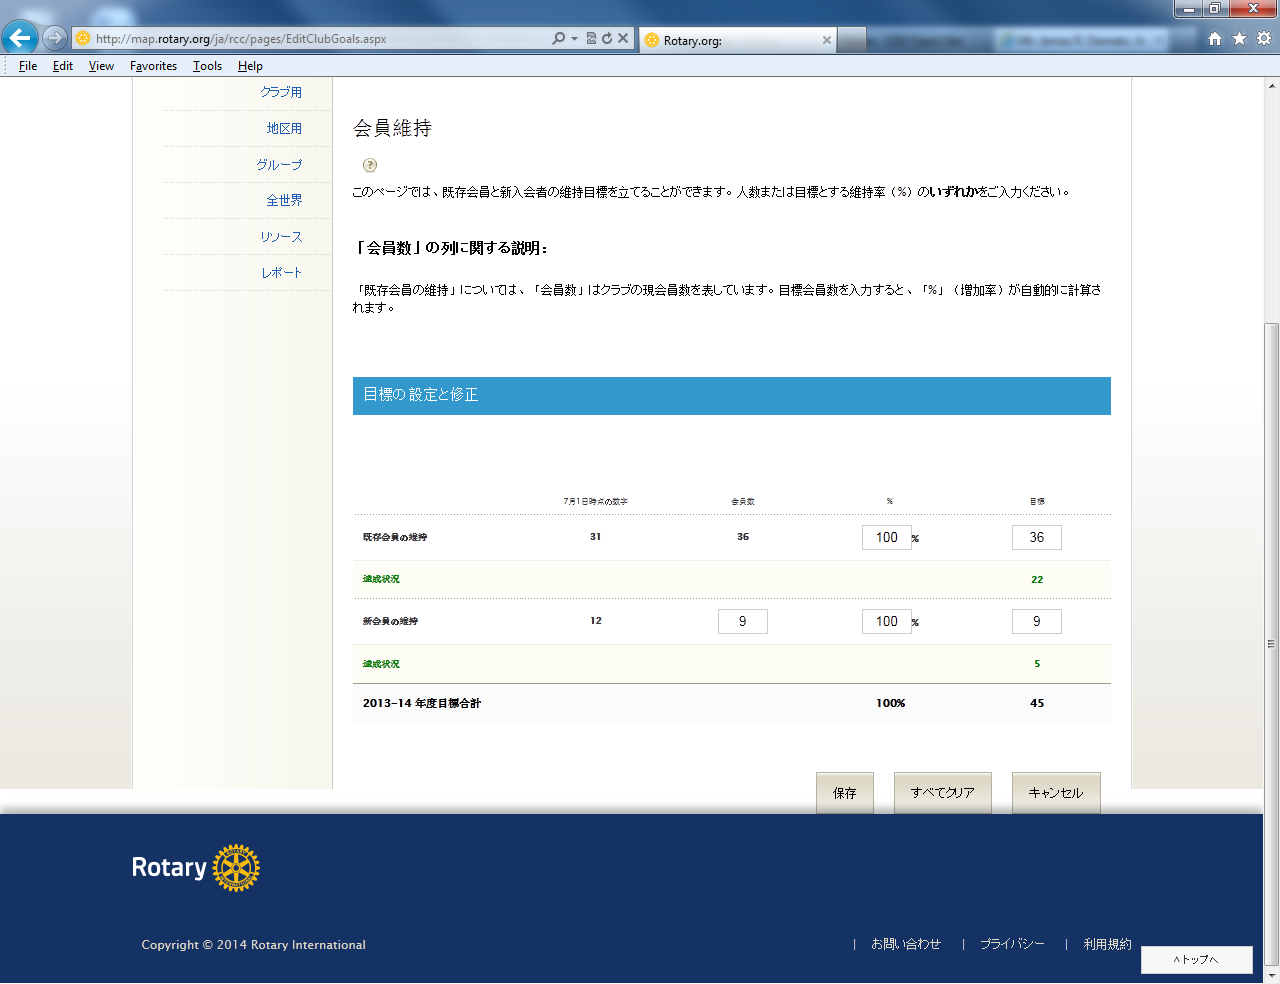 http://map.rotary.org/ja/rcc/pages/EditClubGoals.aspx
Rotary.org:
File Edit View Favorites Tools Help
クラブ用
地区用
グループ
全世界
リソース
レポート
会員維持
?
このページでは、既存会員と新入会者の維持目標を立てることができます。人数または目標とする維持率（%）のいずれかをご入力ください。
「会員数」の列に関する説明：
「既存会員の維持」については、「会員数」はクラブの現会員数を表しています。目標会員数を入力すると、「%」（増加率）が自動的に計算さ
れます。
目標の設定と修正
7月1日時点の数字 会員数 % 目標
既存会員の維持 31 36 100 % 36
達成状況 22
新会員の維持 12 9 100 % 9
達成状況 5
2013-14 年度目標合計 100% 45
保存 すべてクリア キャンセル
Rotary
Copyright © 2014 Rotary International
| お問い合わせ | プライバシー | 利用規約
^トップへ